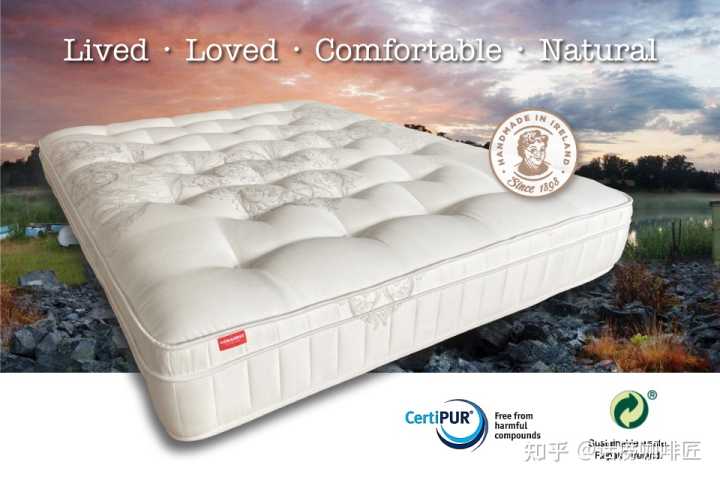 Lived · Loved · Comfortable · Natural
HANDMADE IN IRELAND
Since 1898
CertiPUR®
Free from
harmful
compounds
®
知乎